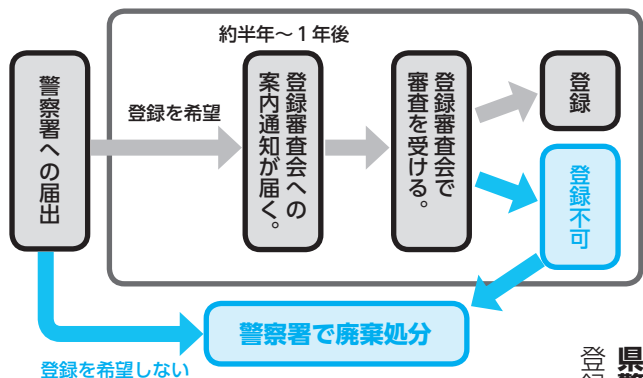 約半年~1年後
警察署への届出
登録を希望
登録審査会への
案内通知が届く。
登録審査会で
審査を受ける。
登録
登録不可
警察署で廃棄処分
登録を希望しない
県警
登録